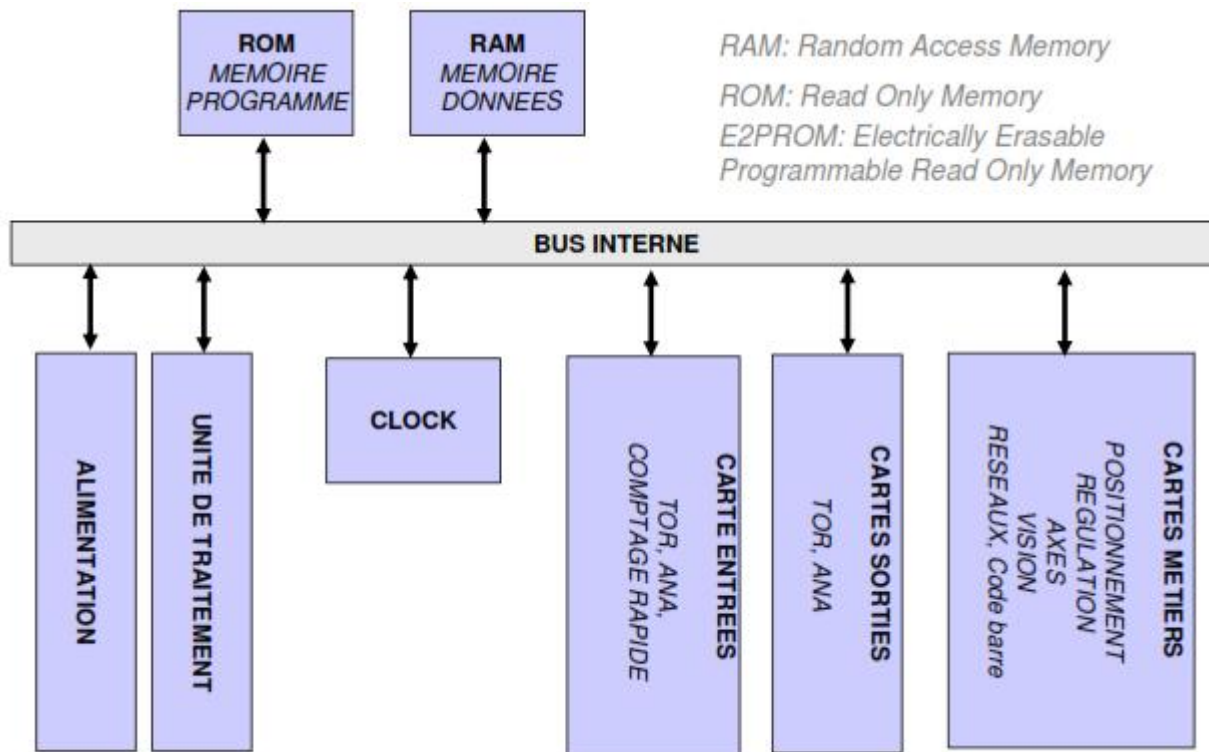 ROM
MEMOIRE
PROGRAMME
RAM
MEMOIRE
DONNEES
RAM: Random Access Memory
ROM: Read Only Memory
E2PROM: Electrically Erasable
Programmable Read Only Memory
BUS INTERNE
ALIMENTATION
UNITE DE TRAITEMENT
CLOCK
CARTE ENTREES
TOR, ANA,
COMPTAGE RAPIDE
CARTES SORTIES
TOR, ANA
CARTES METIERS
POSITIONNEMENT
REGULATION
AXES
VISION
RESEAUX, Code barre